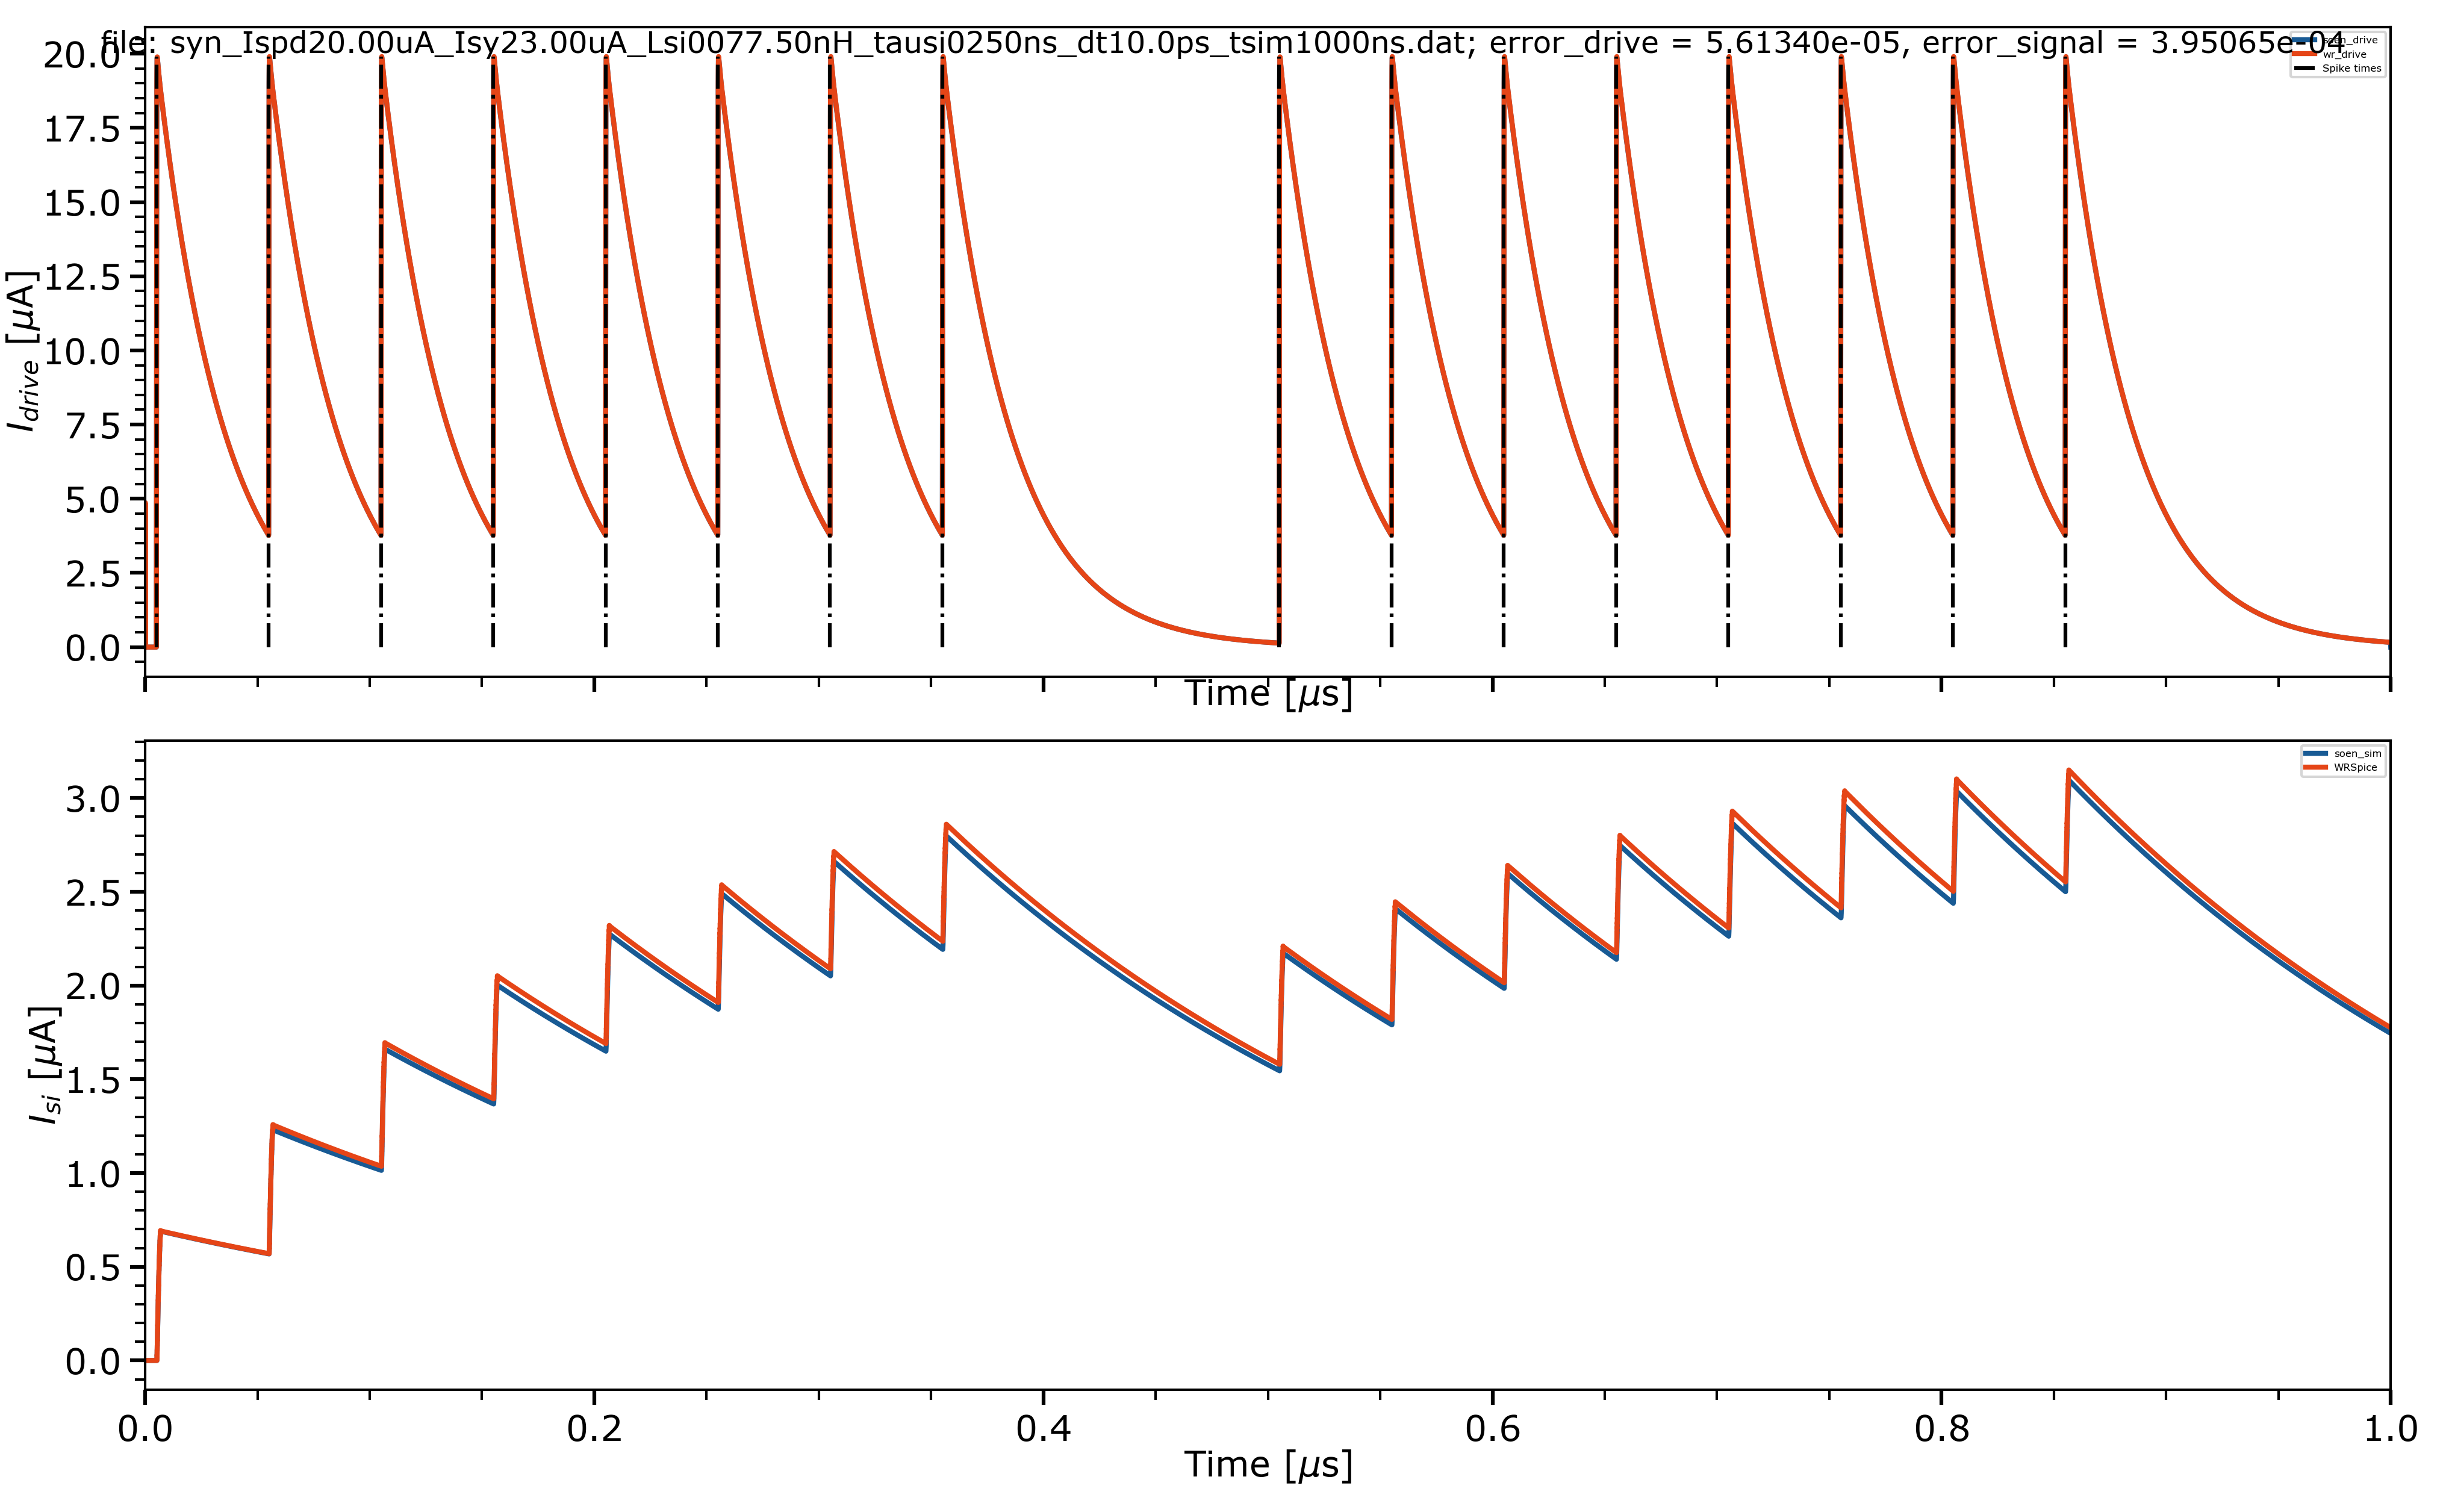 file: syn_Ispd20.00uA_Isy23.00uA_Lsi0077.50nH_tausi0250ns_dt10.0ps_tsim1000ns.dat; error_drive = 5.61340e-05, error_signal = 3.95065e-04
soen_drive
wr_drive
Spike times
20.0
17.5
15.0
12.5
10.0
7.5
5.0
2.5
0.0
I_drive [μA]
Time [μs]
soen_sim
WRSpice
3.0
2.5
2.0
1.5
1.0
0.5
0.0
I_si [μA]
0.0 0.2 0.4 0.6 0.8 1.0
Time [μs]